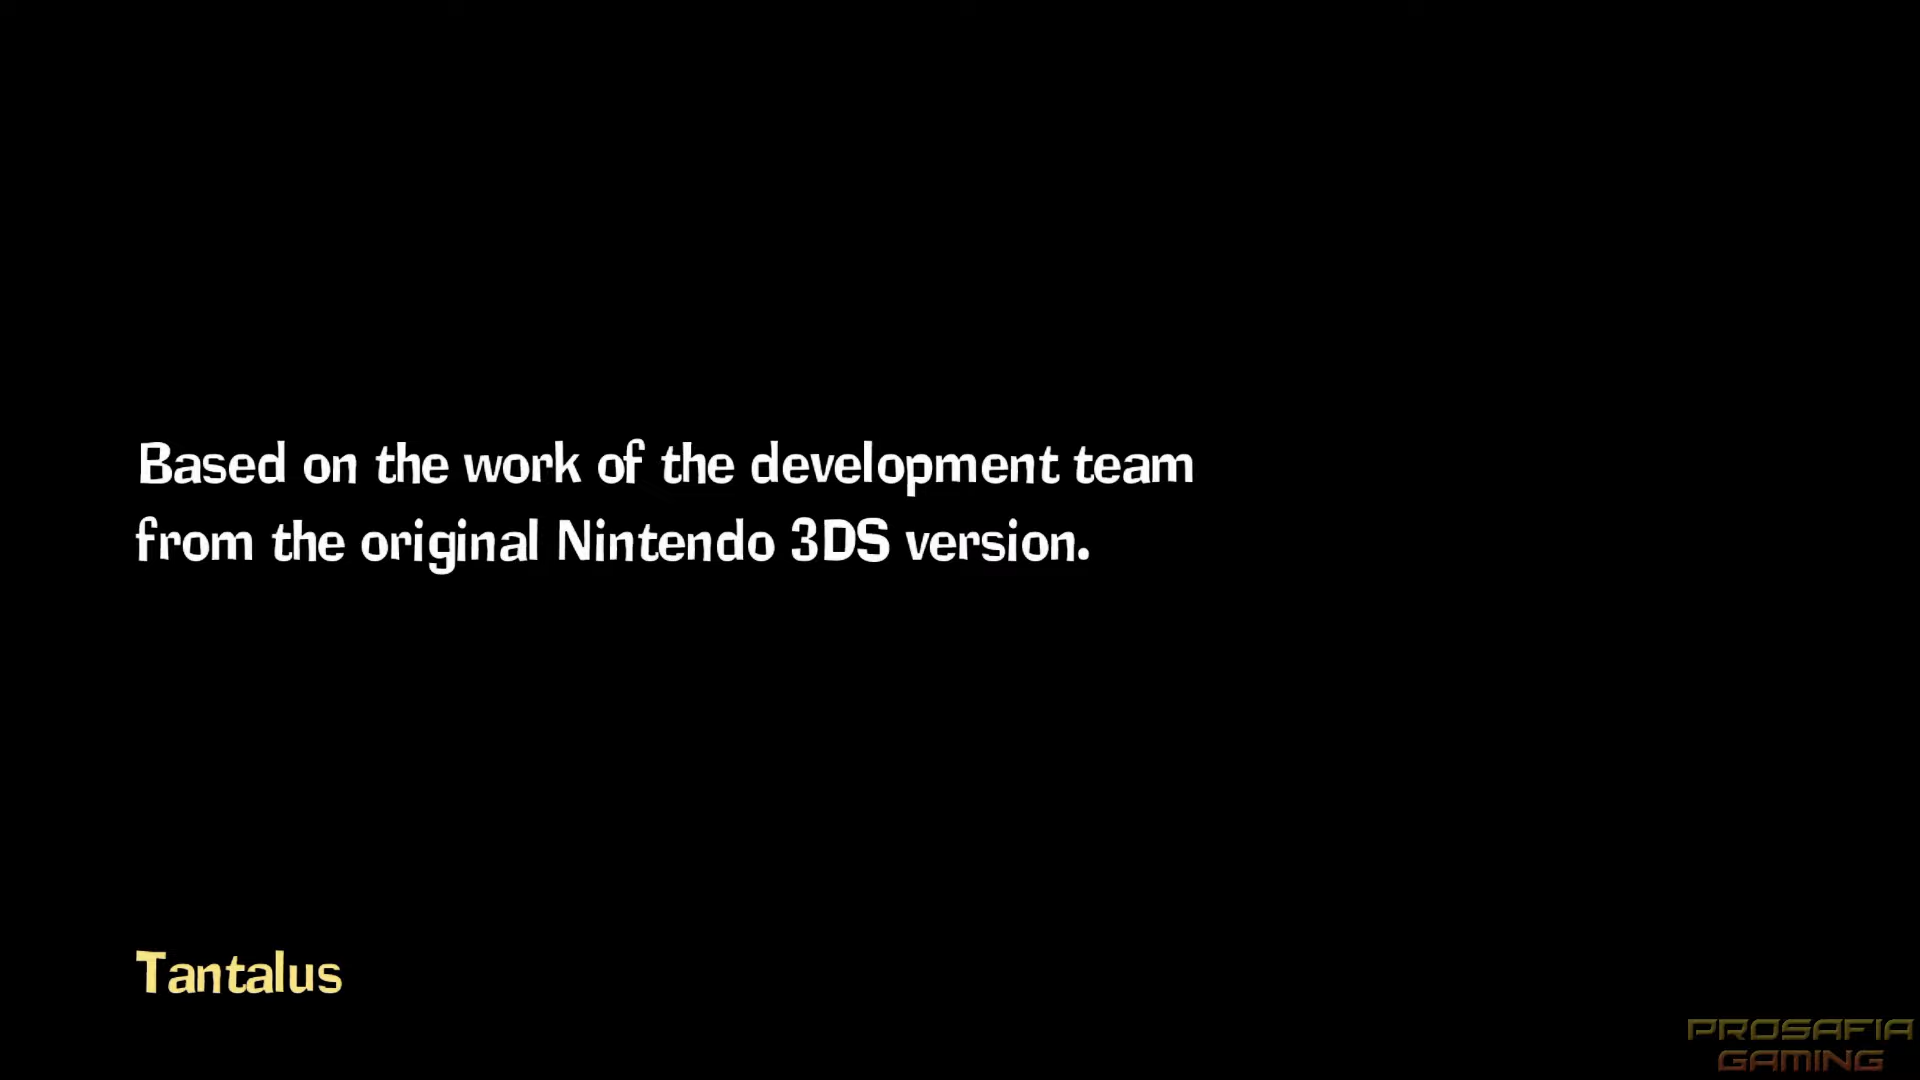 Based on the work of the development team
from the original Nintendo 3DS version.
Tantalus
PROSAFIA
GAMING